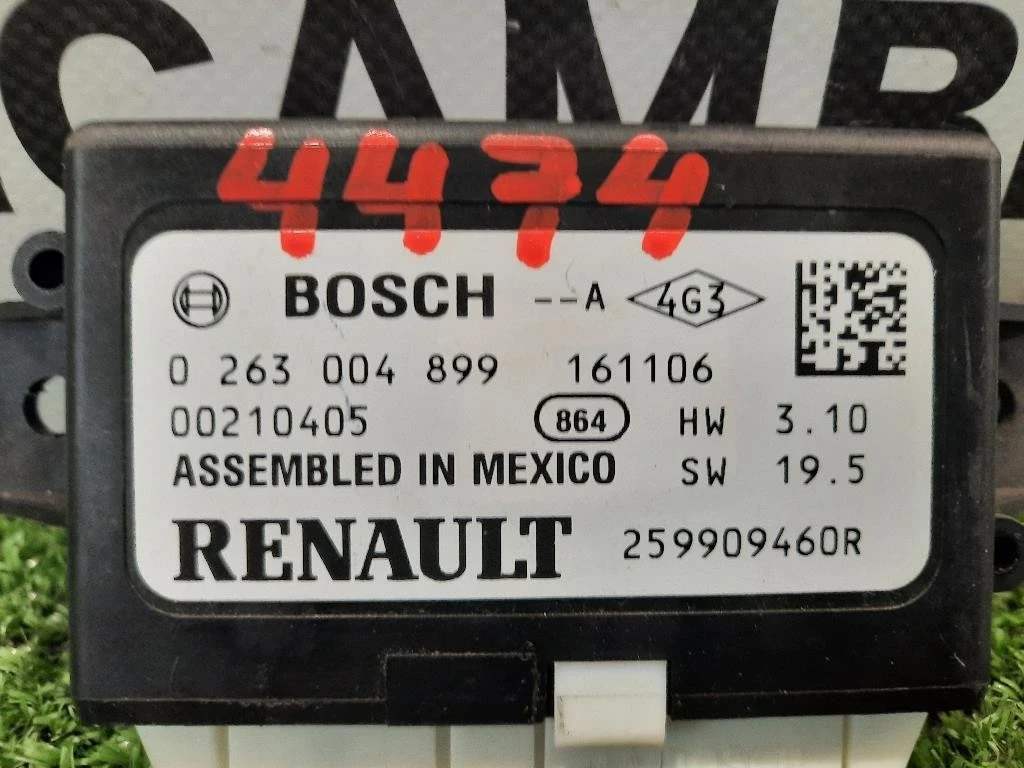 CAMB
4474
BOSCH --A 4G3
0 263 004 899 161106
00210405 864 HW 3.10
ASSEMBLED IN MEXICO SW 19.5
RENAULT 259909460R